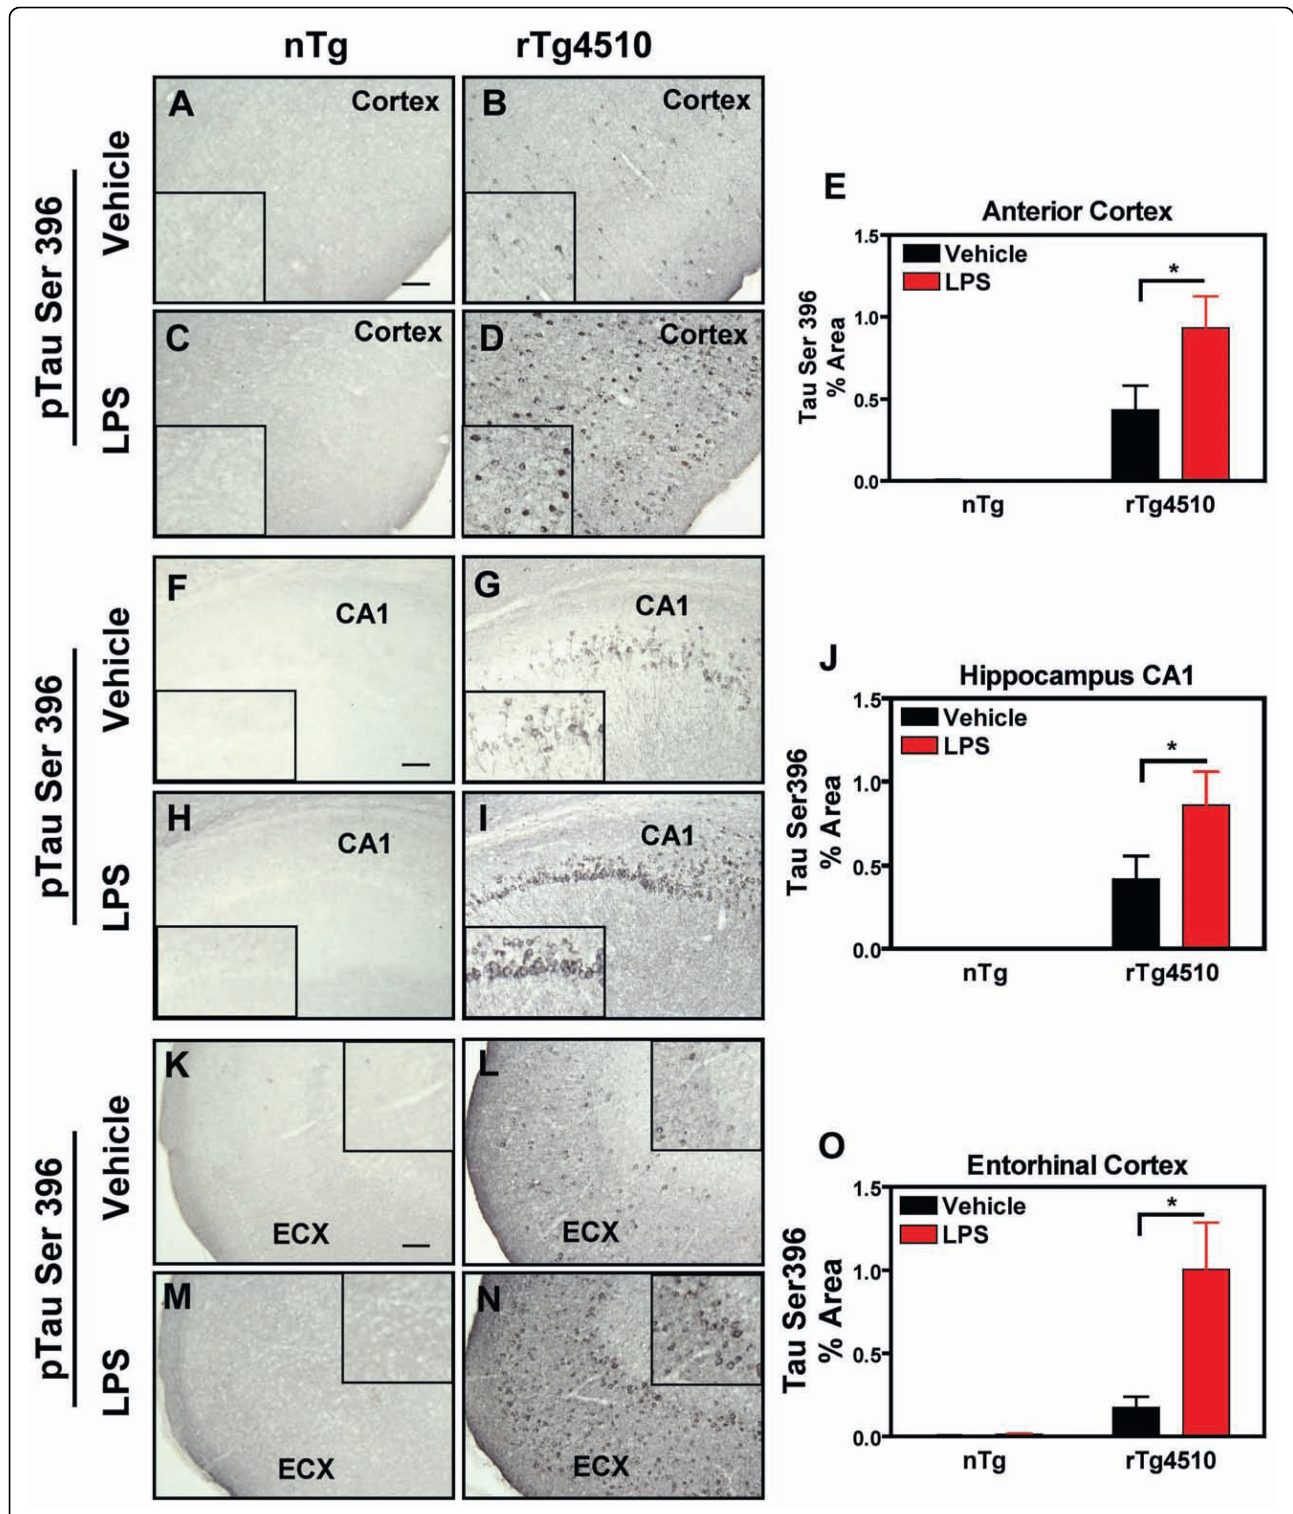 nTg rTg4510
pTau Ser 396
Vehicle
A Cortex
B Cortex
LPS
C Cortex
D Cortex
E
Anterior Cortex
Tau Ser 396
% Area
1.5
1.0
0.5
0.0
Vehicle
LPS
*
nTg rTg4510
pTau Ser 396
Vehicle
F CA1
G CA1
LPS
H CA1
I CA1
J
Hippocampus CA1
Tau Ser396
% Area
1.5
1.0
0.5
0.0
Vehicle
LPS
*
nTg rTg4510
pTau Ser 396
Vehicle
K ECX
L ECX
LPS
M ECX
N ECX
O
Entorhinal Cortex
Tau Ser396
% Area
1.5
1.0
0.5
0.0
Vehicle
LPS
*
nTg rTg4510